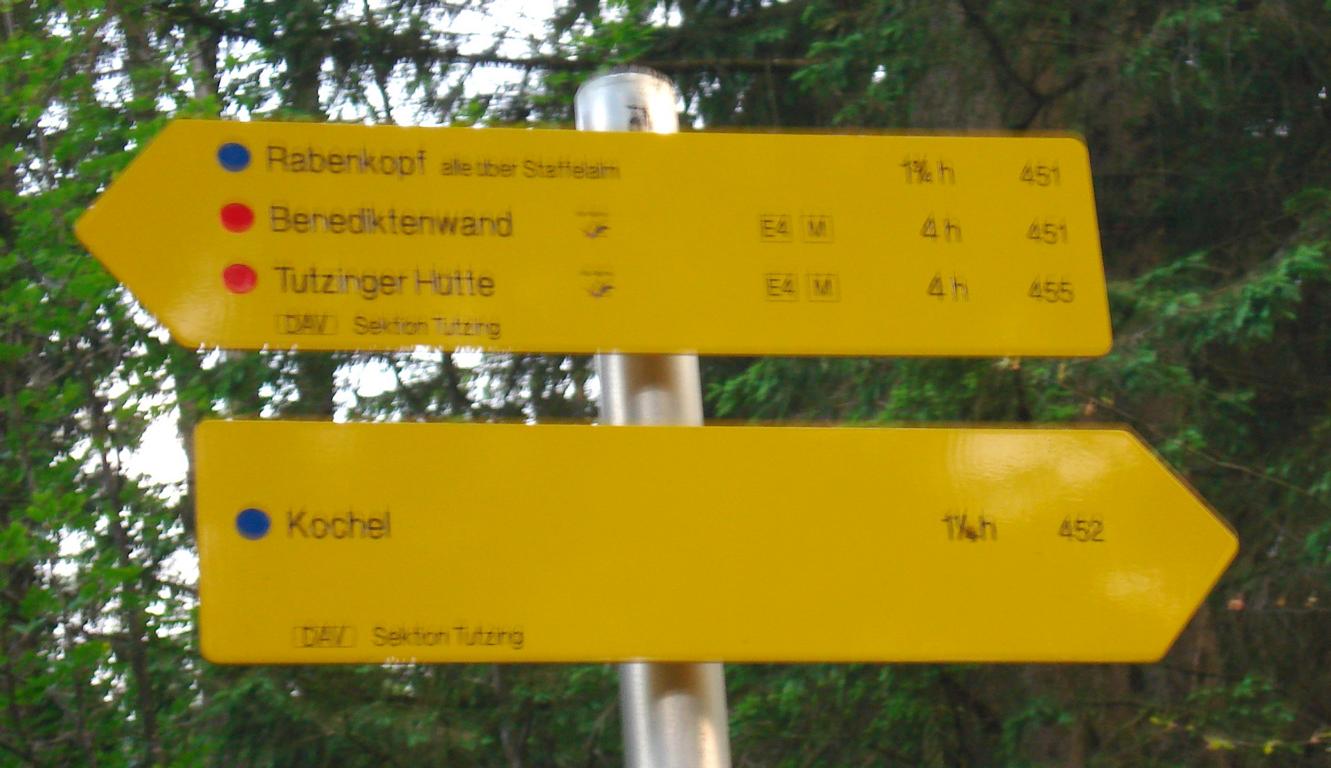 Rabenkopf alle über Staffelalm 1¾ h 451
Benediktenwand E4 M 4 h 451
Tutzinger Hütte E4 M 4 h 455
DAV Sektion Tutzing
Kochel 1¼ h 452
DAV Sektion Tutzing